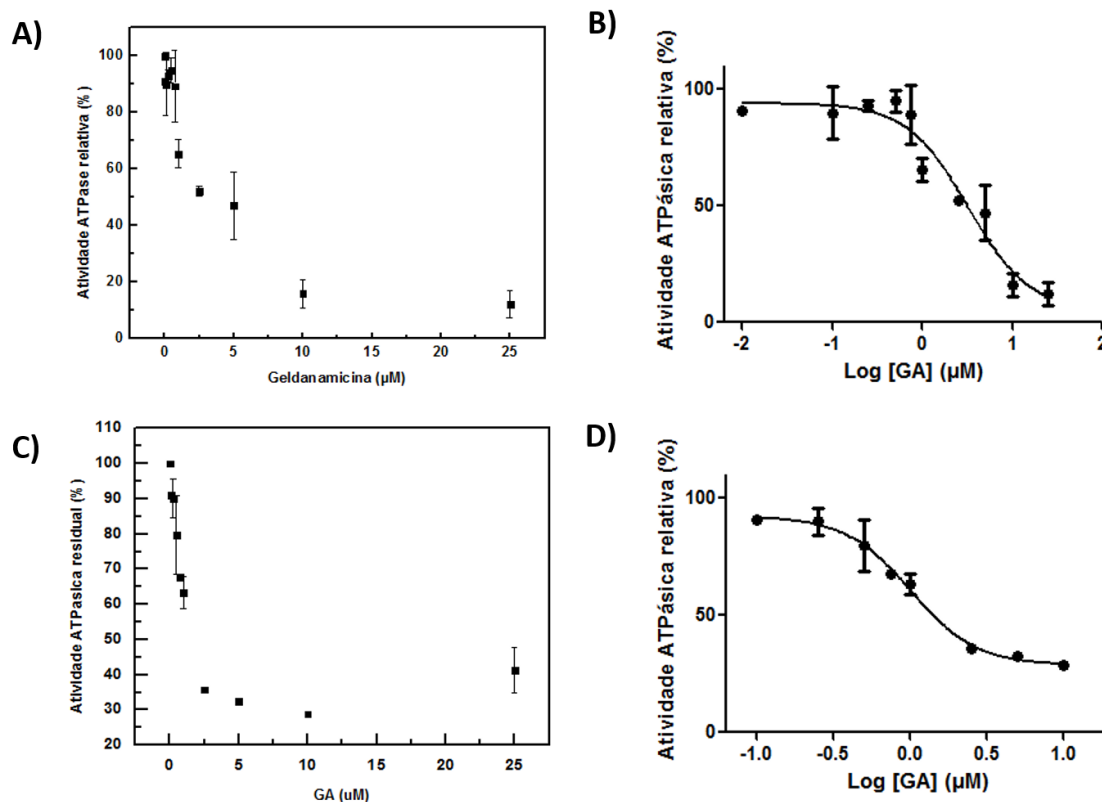 A)
Atividade ATPase relativa (%)
100
80
60
40
20
0
0 5 10 15 20 25
Geldanamicina (µM)
B)
Atividade ATPásica relativa (%)
100
50
0
-2 -1 0 1 2
Log [GA] (µM)
C)
Atividade ATPasica residual (%)
110
100
90
80
70
60
50
40
30
20
0 5 10 15 20 25
GA (uM)
D)
Atividade ATPásica relativa (%)
100
50
0
-1.0 -0.5 0.0 0.5 1.0
Log [GA] (µM)